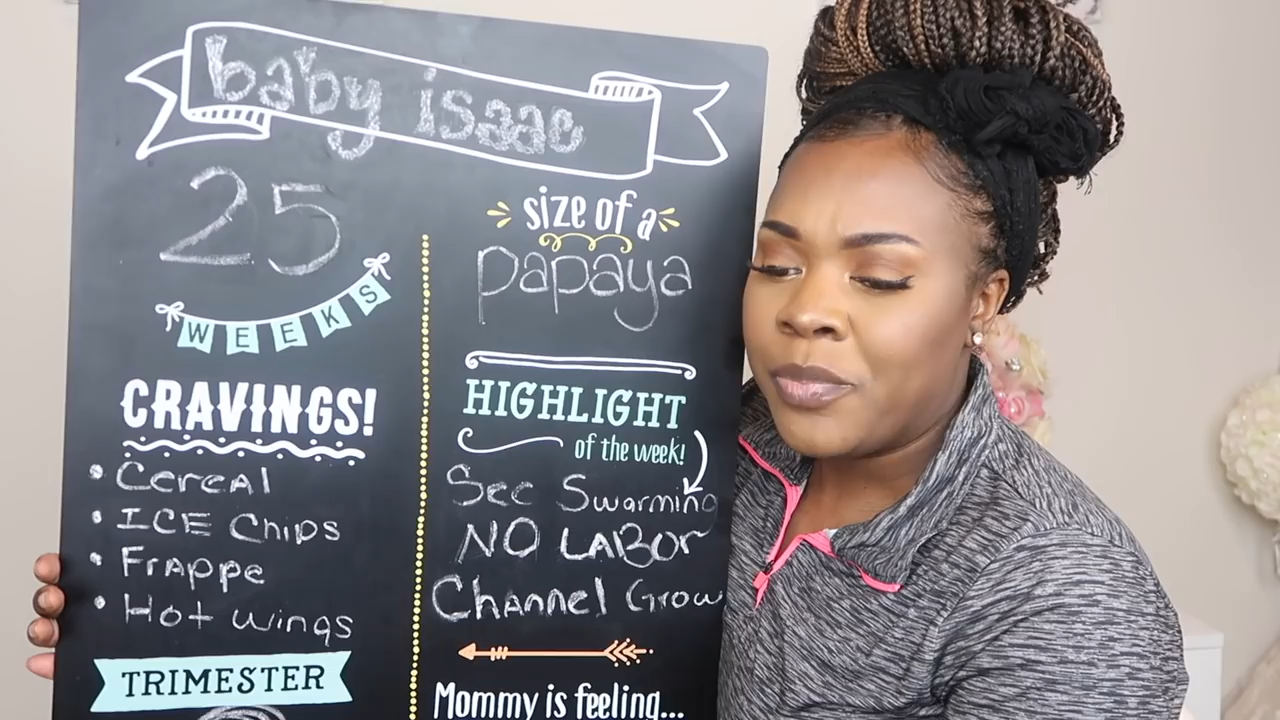 baby isaac
25
WEEKS
CRAVINGS!
• Cereal
• ICE Chips
• Frappe
• Hot wings
TRIMESTER
size of a
papaya
HIGHLIGHT
of the week!
See Swarming
NO LABOR
Channel Grow
Mommy is feeling...